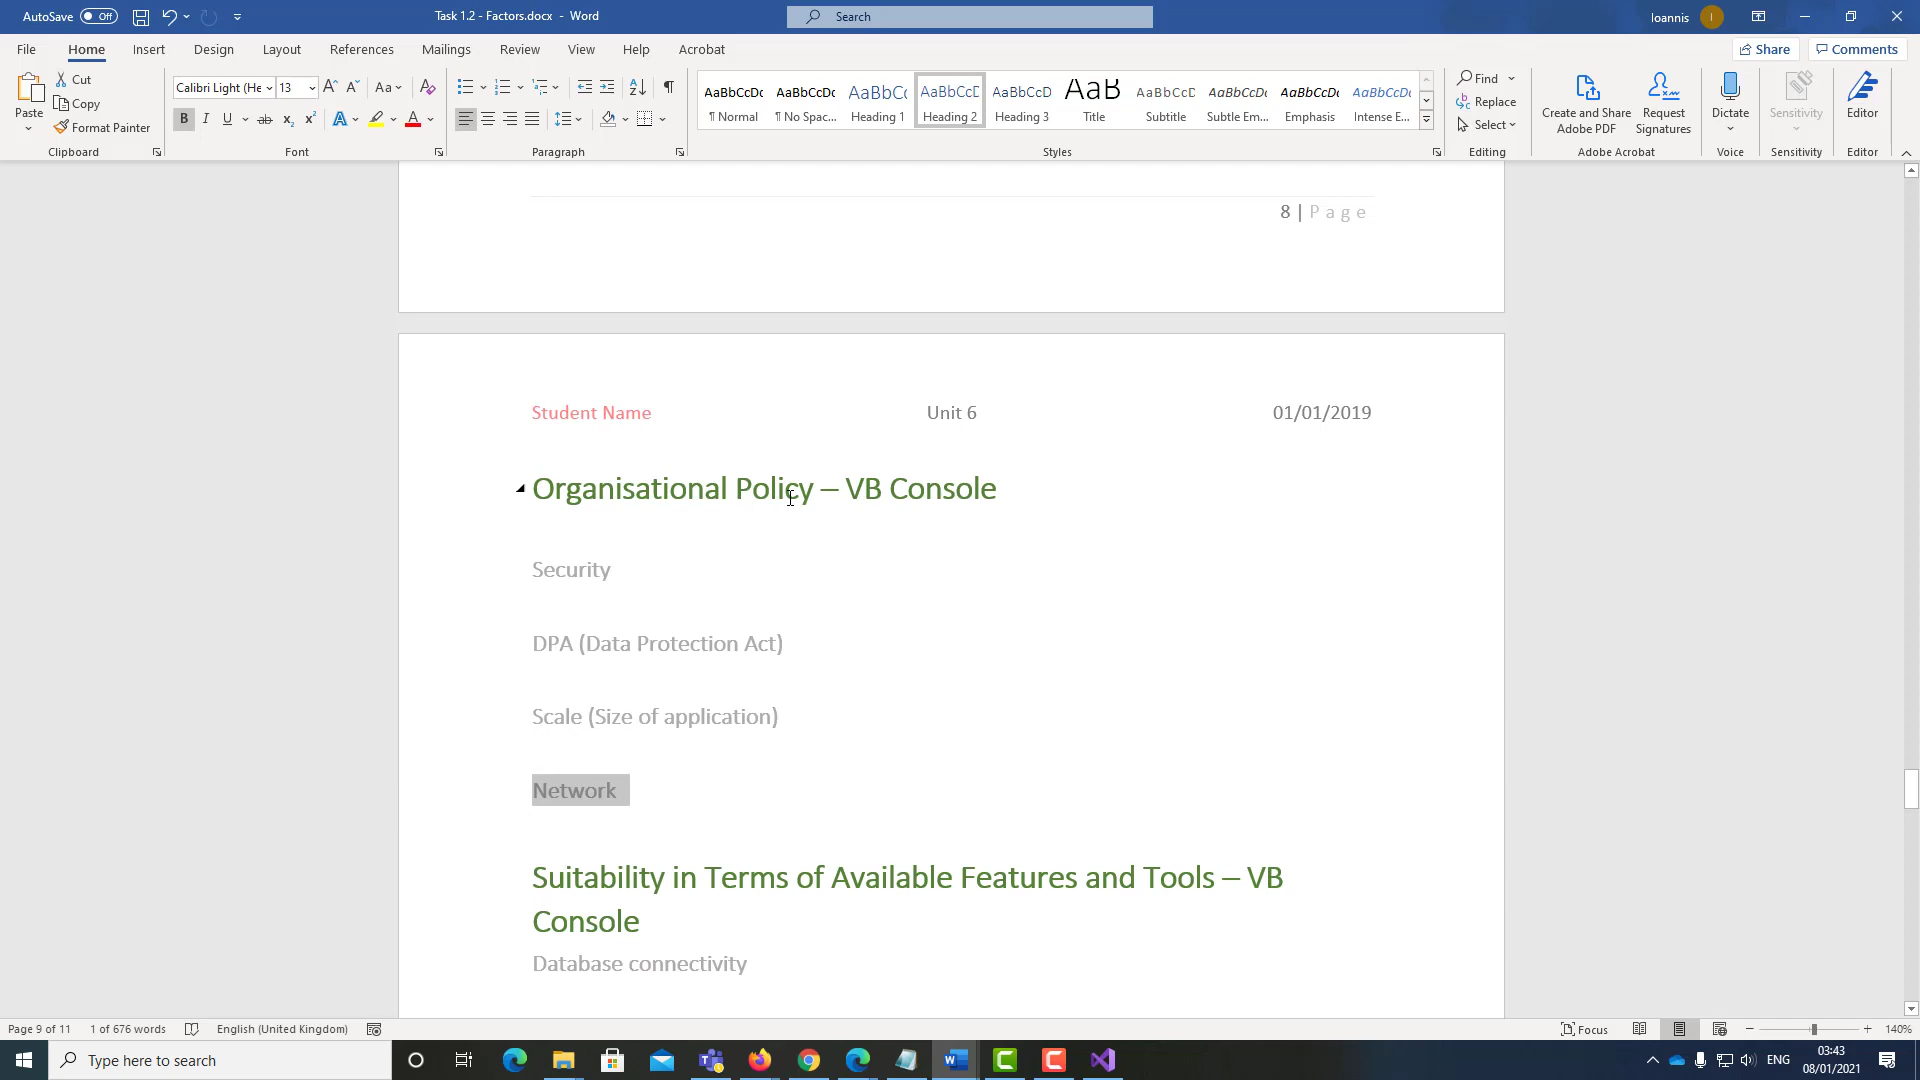 AutoSave Off
Task 1.2 - Factors.docx - Word
Search
Ioannis I
File Home Insert Design Layout References Mailings Review View Help Acrobat
Share Comments
Paste
Cut
Copy
Format Painter
Clipboard
Calibri Light (He 13
Font
Paragraph
AaBbCcDc ¶ Normal
AaBbCcDc ¶ No Spac...
AaBbCc Heading 1
AaBbCcD Heading 2
AaBbCcD Heading 3
AaB Title
AaBbCcD Subtitle
AaBbCcDc Subtle Em...
AaBbCcDc Emphasis
AaBbCcDc Intense E...
Styles
Find
Replace
Select
Editing
Create and Share
Adobe PDF
Request
Signatures
Adobe Acrobat
Dictate
Voice
Sensitivity
Sensitivity
Editor
Editor
8 | Page
Student Name Unit 6 01/01/2019
Organisational Policy – VB Console
Security
DPA (Data Protection Act)
Scale (Size of application)
Network
Suitability in Terms of Available Features and Tools – VB
Console
Database connectivity
Page 9 of 11 1 of 676 words English (United Kingdom) Focus 140%
Type here to search
ENG
03:43
08/01/2021